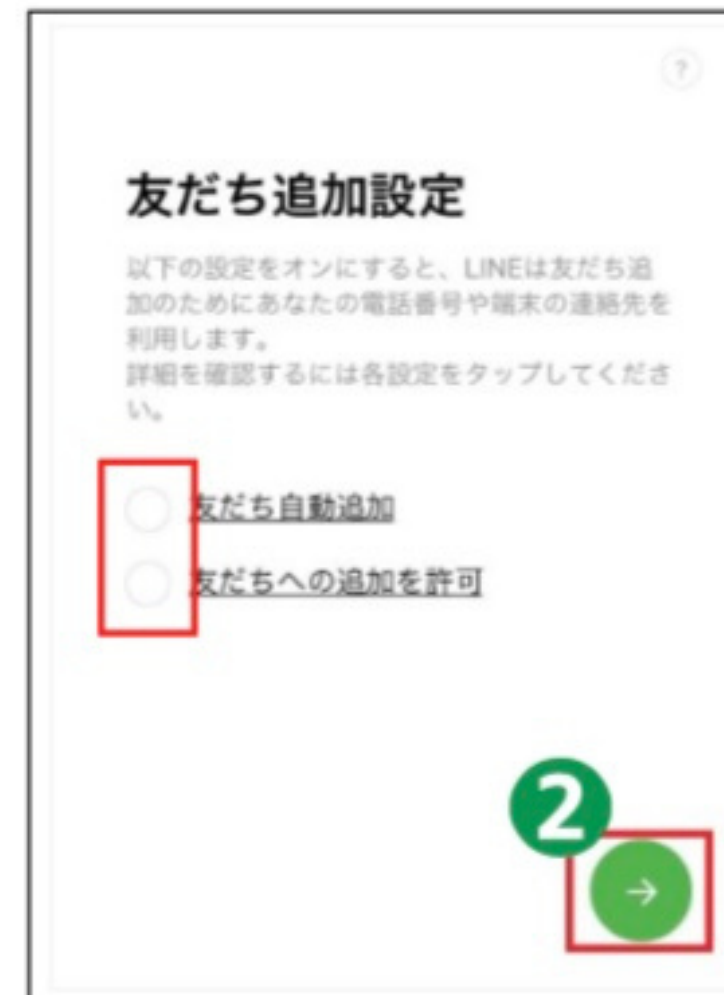 ?
友だち追加設定
以下の設定をオンにすると、LINEは友だち追
加のためにあなたの電話番号や端末の連絡先を
利用します。
詳細を確認するには各設定をタップしてくださ
い。
友だち自動追加
友だちへの追加を許可
2
→